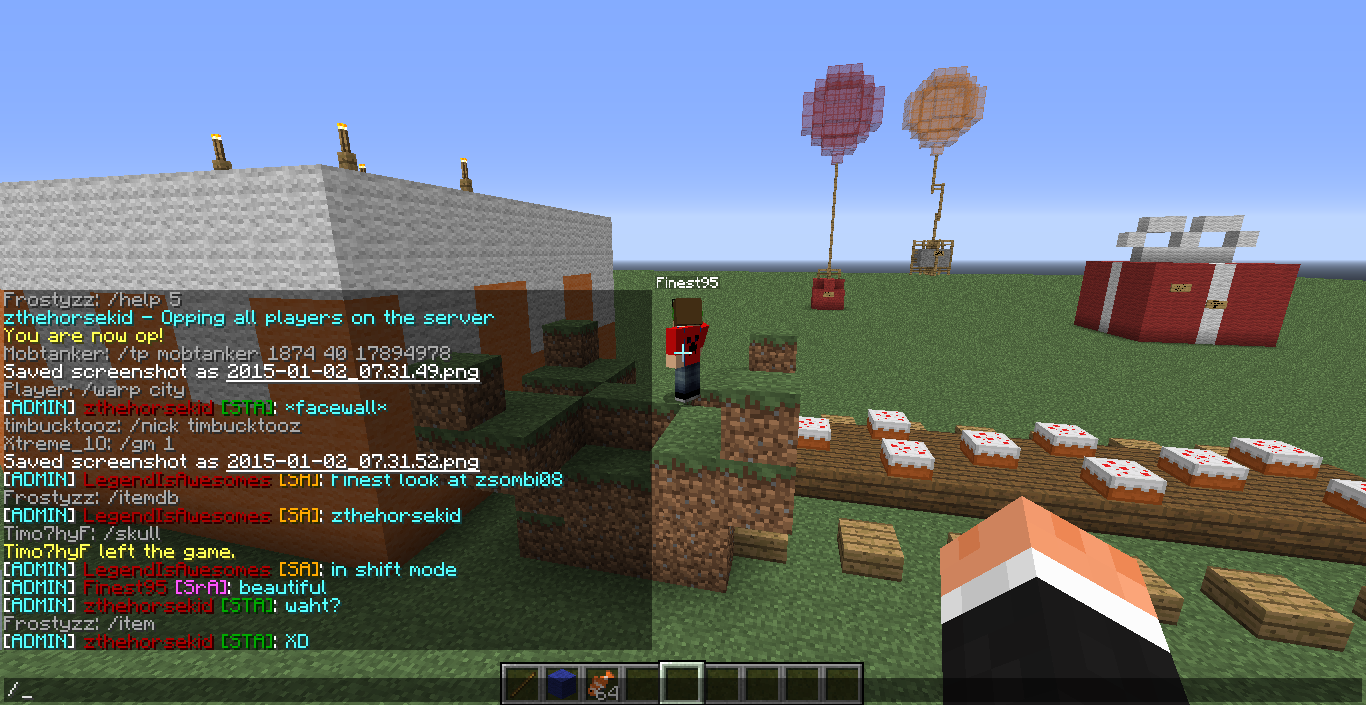 Finest95
Frostyzz: /help 5
zthehorsekid - Opping all players on the server
You are now op!
Mobtanker: /tp mobtanker 1874 40 17894978
Saved screenshot as 2015-01-02_07.31.49.png
Player: /warp city
[ADMIN] zthehorsekid [STA]: *facewall*
timbucktooz: /nick timbucktooz
Xtreme_10: /gm 1
Saved screenshot as 2015-01-02_07.31.52.png
[ADMIN] LegendIsAwesomes [SA]: Finest look at zsombi08
Frostyzz: /itemdb
[ADMIN] LegendIsAwesomes [SA]: zthehorsekid
Timo7hyF: /skull
Timo7hyF left the game.
[ADMIN] LegendIsAwesomes [SA]: in shift mode
[ADMIN] Finest95 [SrA]: beautiful
[ADMIN] zthehorsekid [STA]: waht?
Frostyzz: /item
[ADMIN] zthehorsekid [STA]: XD
64
/_